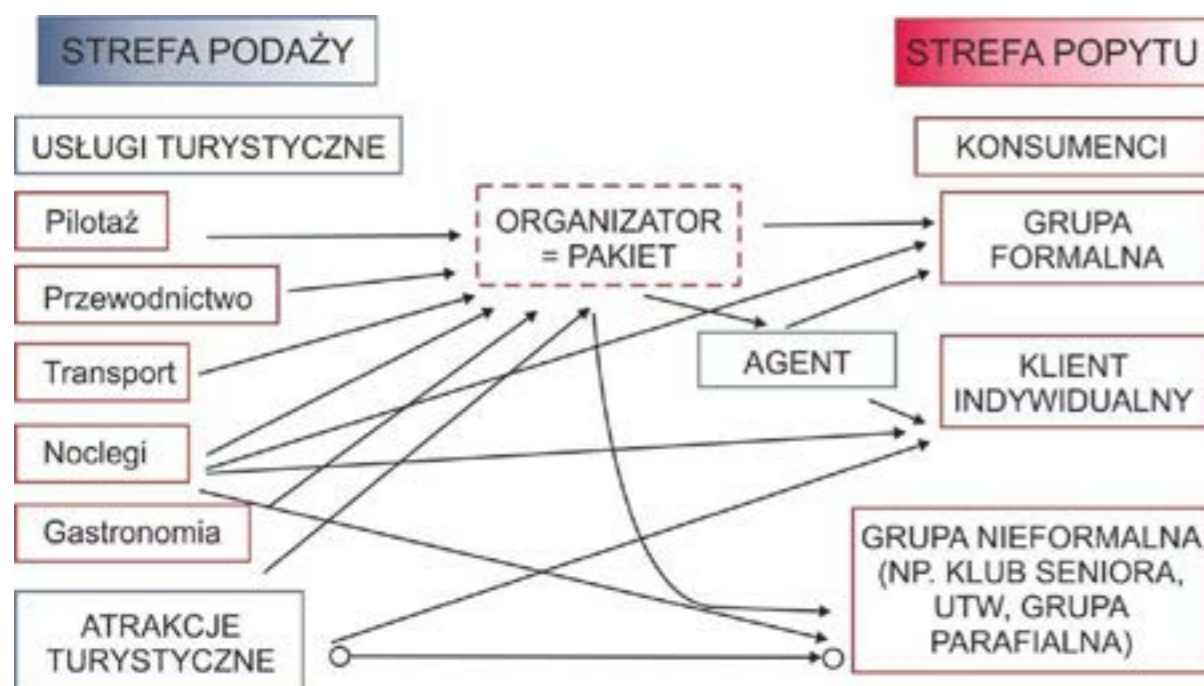 STREFA PODAŻY
STREFA POPYTU
USŁUGI TURYSTYCZNE
KONSUMENCI
Pilotaż
ORGANIZATOR
= PAKIET
GRUPA
FORMALNA
Przewodnictwo
Transport
AGENT
KLIENT
INDYWIDUALNY
Noclegi
Gastronomia
GRUPA NIEFORMALNA
(NP. KLUB SENIORA,
UTW, GRUPA
PARAFIALNA)
ATRAKCJE
TURYSTYCZNE